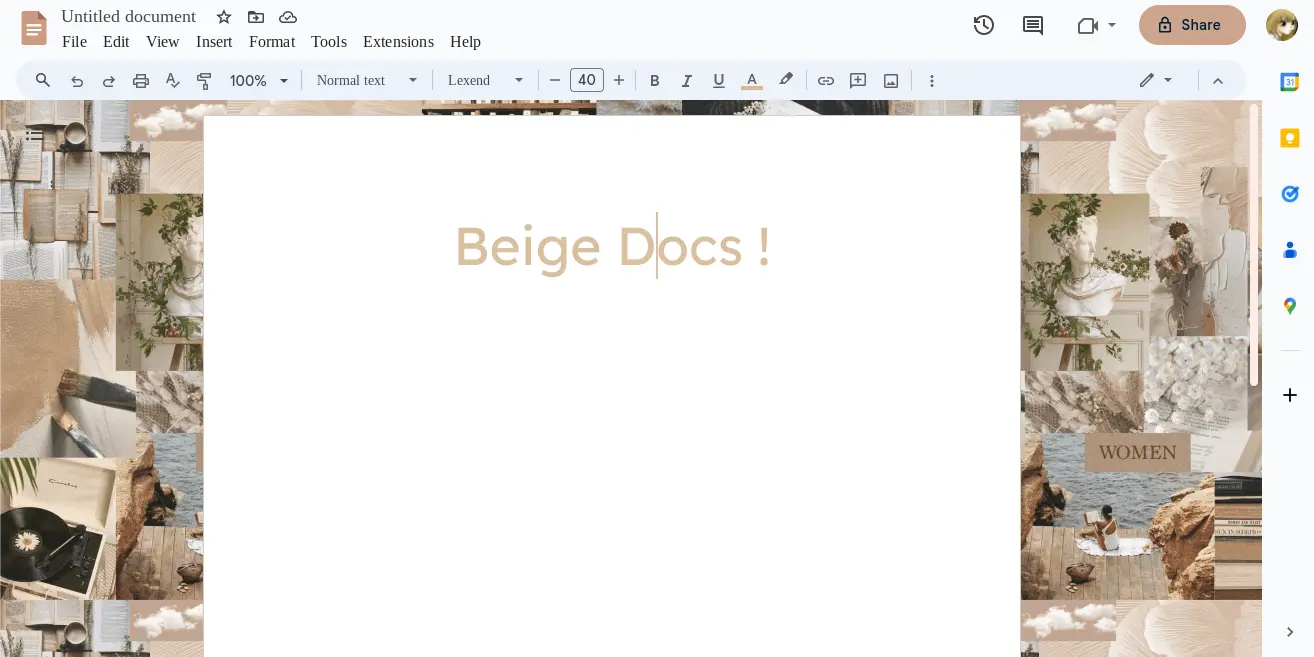 Untitled document
File Edit View Insert Format Tools Extensions Help
Share
100% Normal text Lexend 40 B I U A
31
Beige Docs !
WOMEN